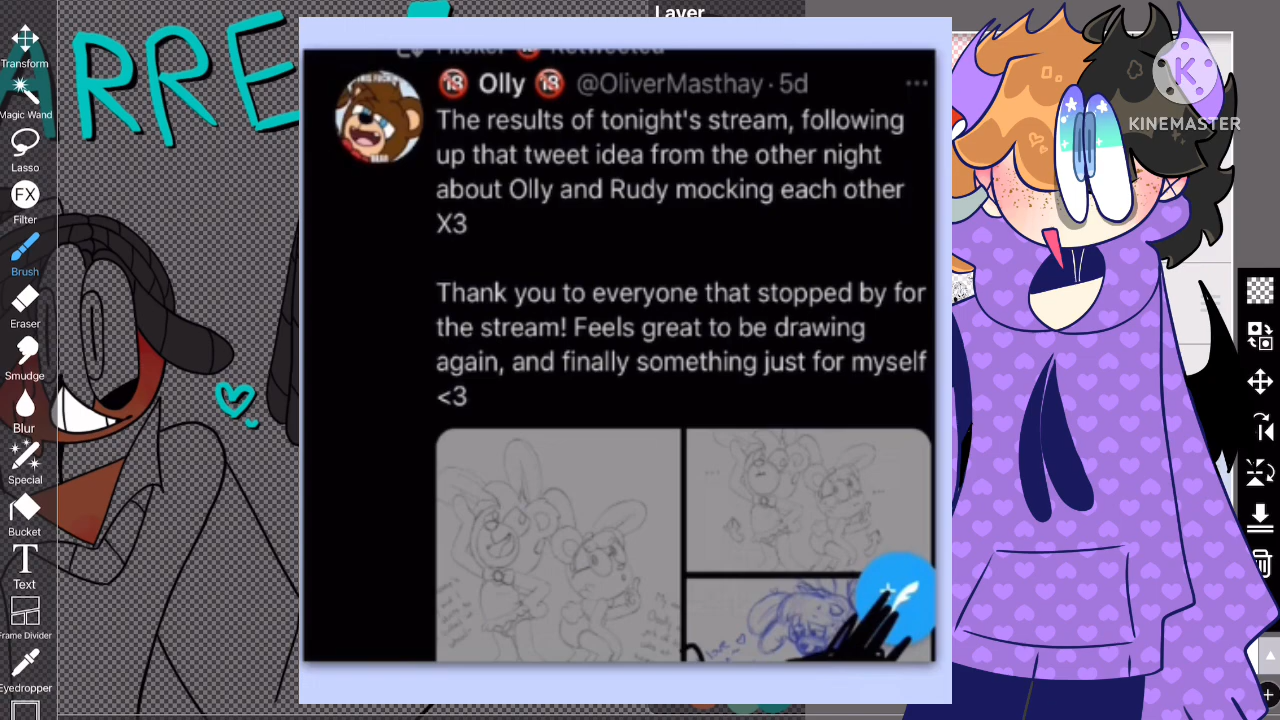 Layer
ARRE
Transform
Magic Wand
Lasso
FX
Filter
Brush
Eraser
Smudge
Blur
Special
Bucket
T
Text
Frame Divider
Eyedropper
Retweeted
🔞 Olly 🔞 @OliverMasthay · 5d
The results of tonight's stream, following
up that tweet idea from the other night
about Olly and Rudy mocking each other
X3
Thank you to everyone that stopped by for
the stream! Feels great to be drawing
again, and finally something just for myself
<3
K
KINEMASTER